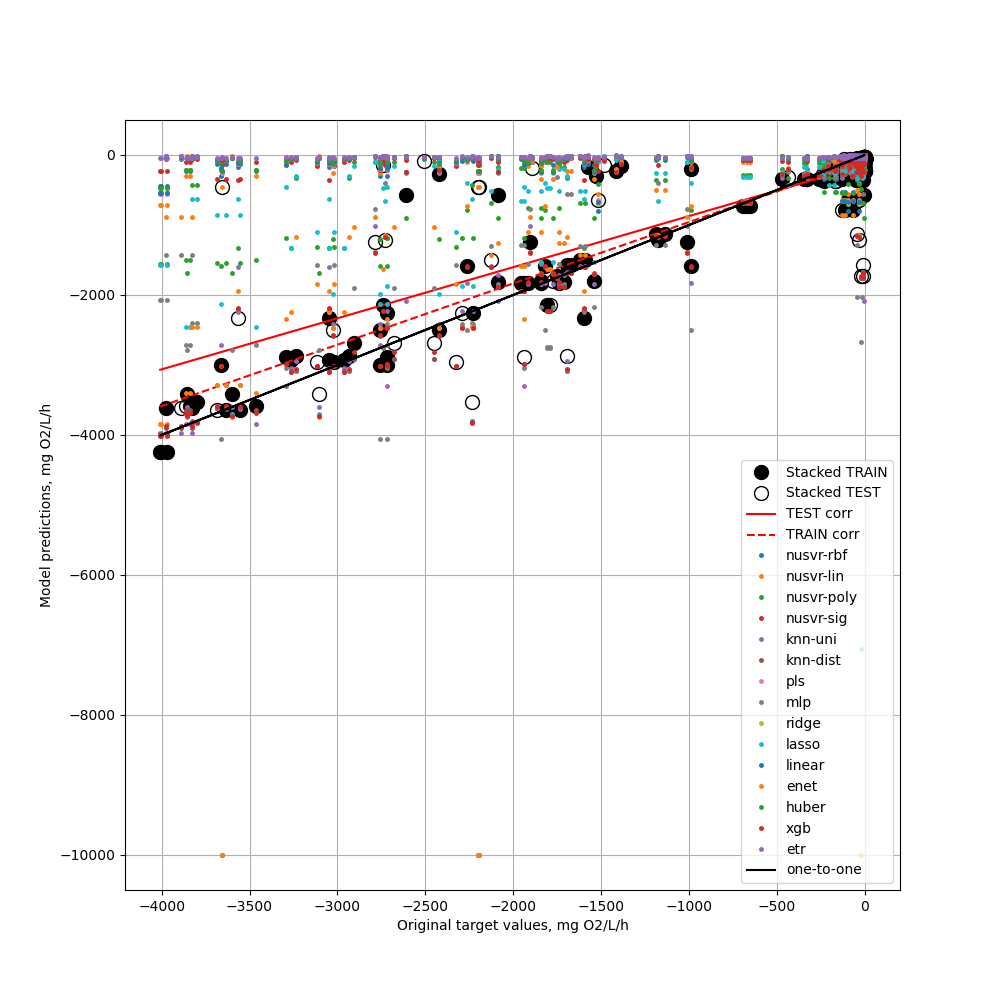 0
−2000
−4000
−6000
−8000
−10000
Model predictions, mg O2/L/h
−4000 −3500 −3000 −2500 −2000 −1500 −1000 −500 0
Original target values, mg O2/L/h
Stacked TRAIN
Stacked TEST
TEST corr
TRAIN corr
nusvr-rbf
nusvr-lin
nusvr-poly
nusvr-sig
knn-uni
knn-dist
pls
mlp
ridge
lasso
linear
enet
huber
xgb
etr
one-to-one